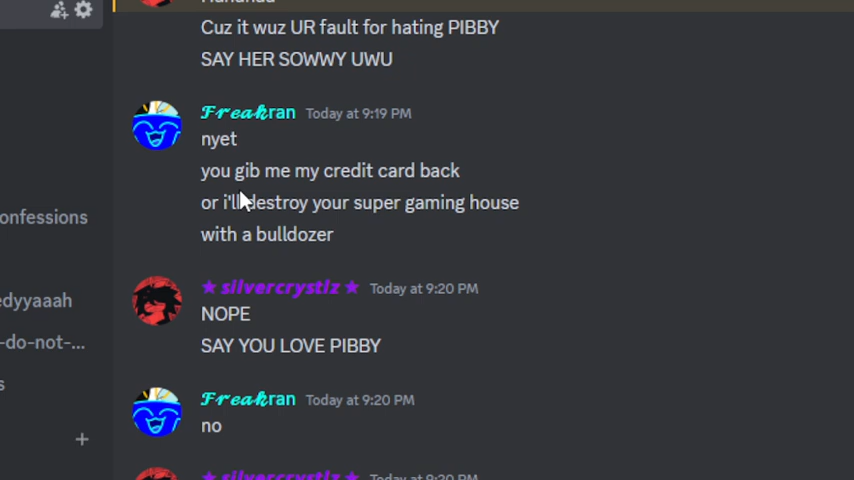 Cuz it wuz UR fault for hating PIBBY
SAY HER SOWWY UWU
𝓕𝓻𝓮𝓪𝓴ran Today at 9:19 PM
nyet
you gib me my credit card back
or i'll destroy your super gaming house
onfessions
with a bulldozer
★ silvercrystlz ★ Today at 9:20 PM
edyyaaah
NOPE
-do-not-...
SAY YOU LOVE PIBBY
s
𝓕𝓻𝓮𝓪𝓴ran Today at 9:20 PM
no
★ silvercrystlz ★ Today at 9:20 PM